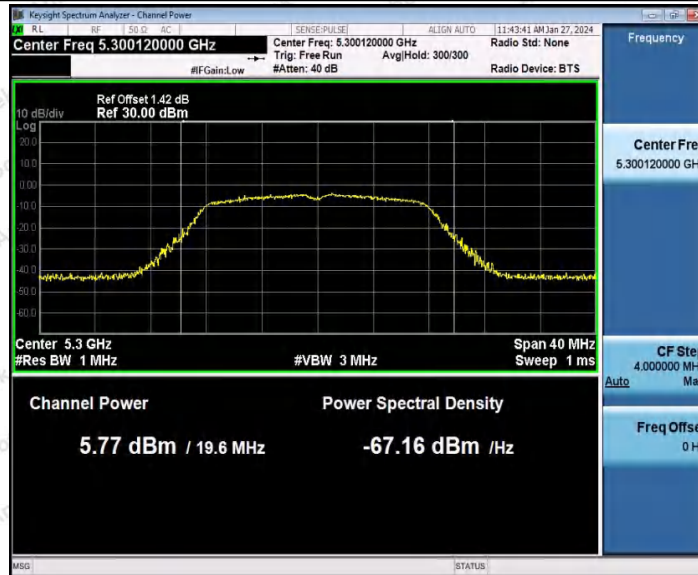 Keysight Spectrum Analyzer - Channel Power
RL RF 50 Ω AC SENSE:PULSE ALIGN AUTO 11:43:41 AM Jan 27, 2024
Center Freq 5.300120000 GHz
Center Freq: 5.300120000 GHz
Radio Std: None
Trig: Free Run Avg|Hold: 300/300
#IFGain:Low #Atten: 40 dB Radio Device: BTS
Frequency
Ref Offset 1.42 dB
10 dB/div Ref 30.00 dBm
Log
20.0
10.0
0.00
-10.0
-20.0
-30.0
-40.0
-50.0
-60.0
Center Fre
5.300120000 GH
Center 5.3 GHz Span 40 MHz
#Res BW 1 MHz #VBW 3 MHz Sweep 1 ms
CF Ste
4.000000 MH
Auto Ma
Channel Power Power Spectral Density
5.77 dBm / 19.6 MHz -67.16 dBm /Hz
Freq Offse
0 H
MSG STATUS